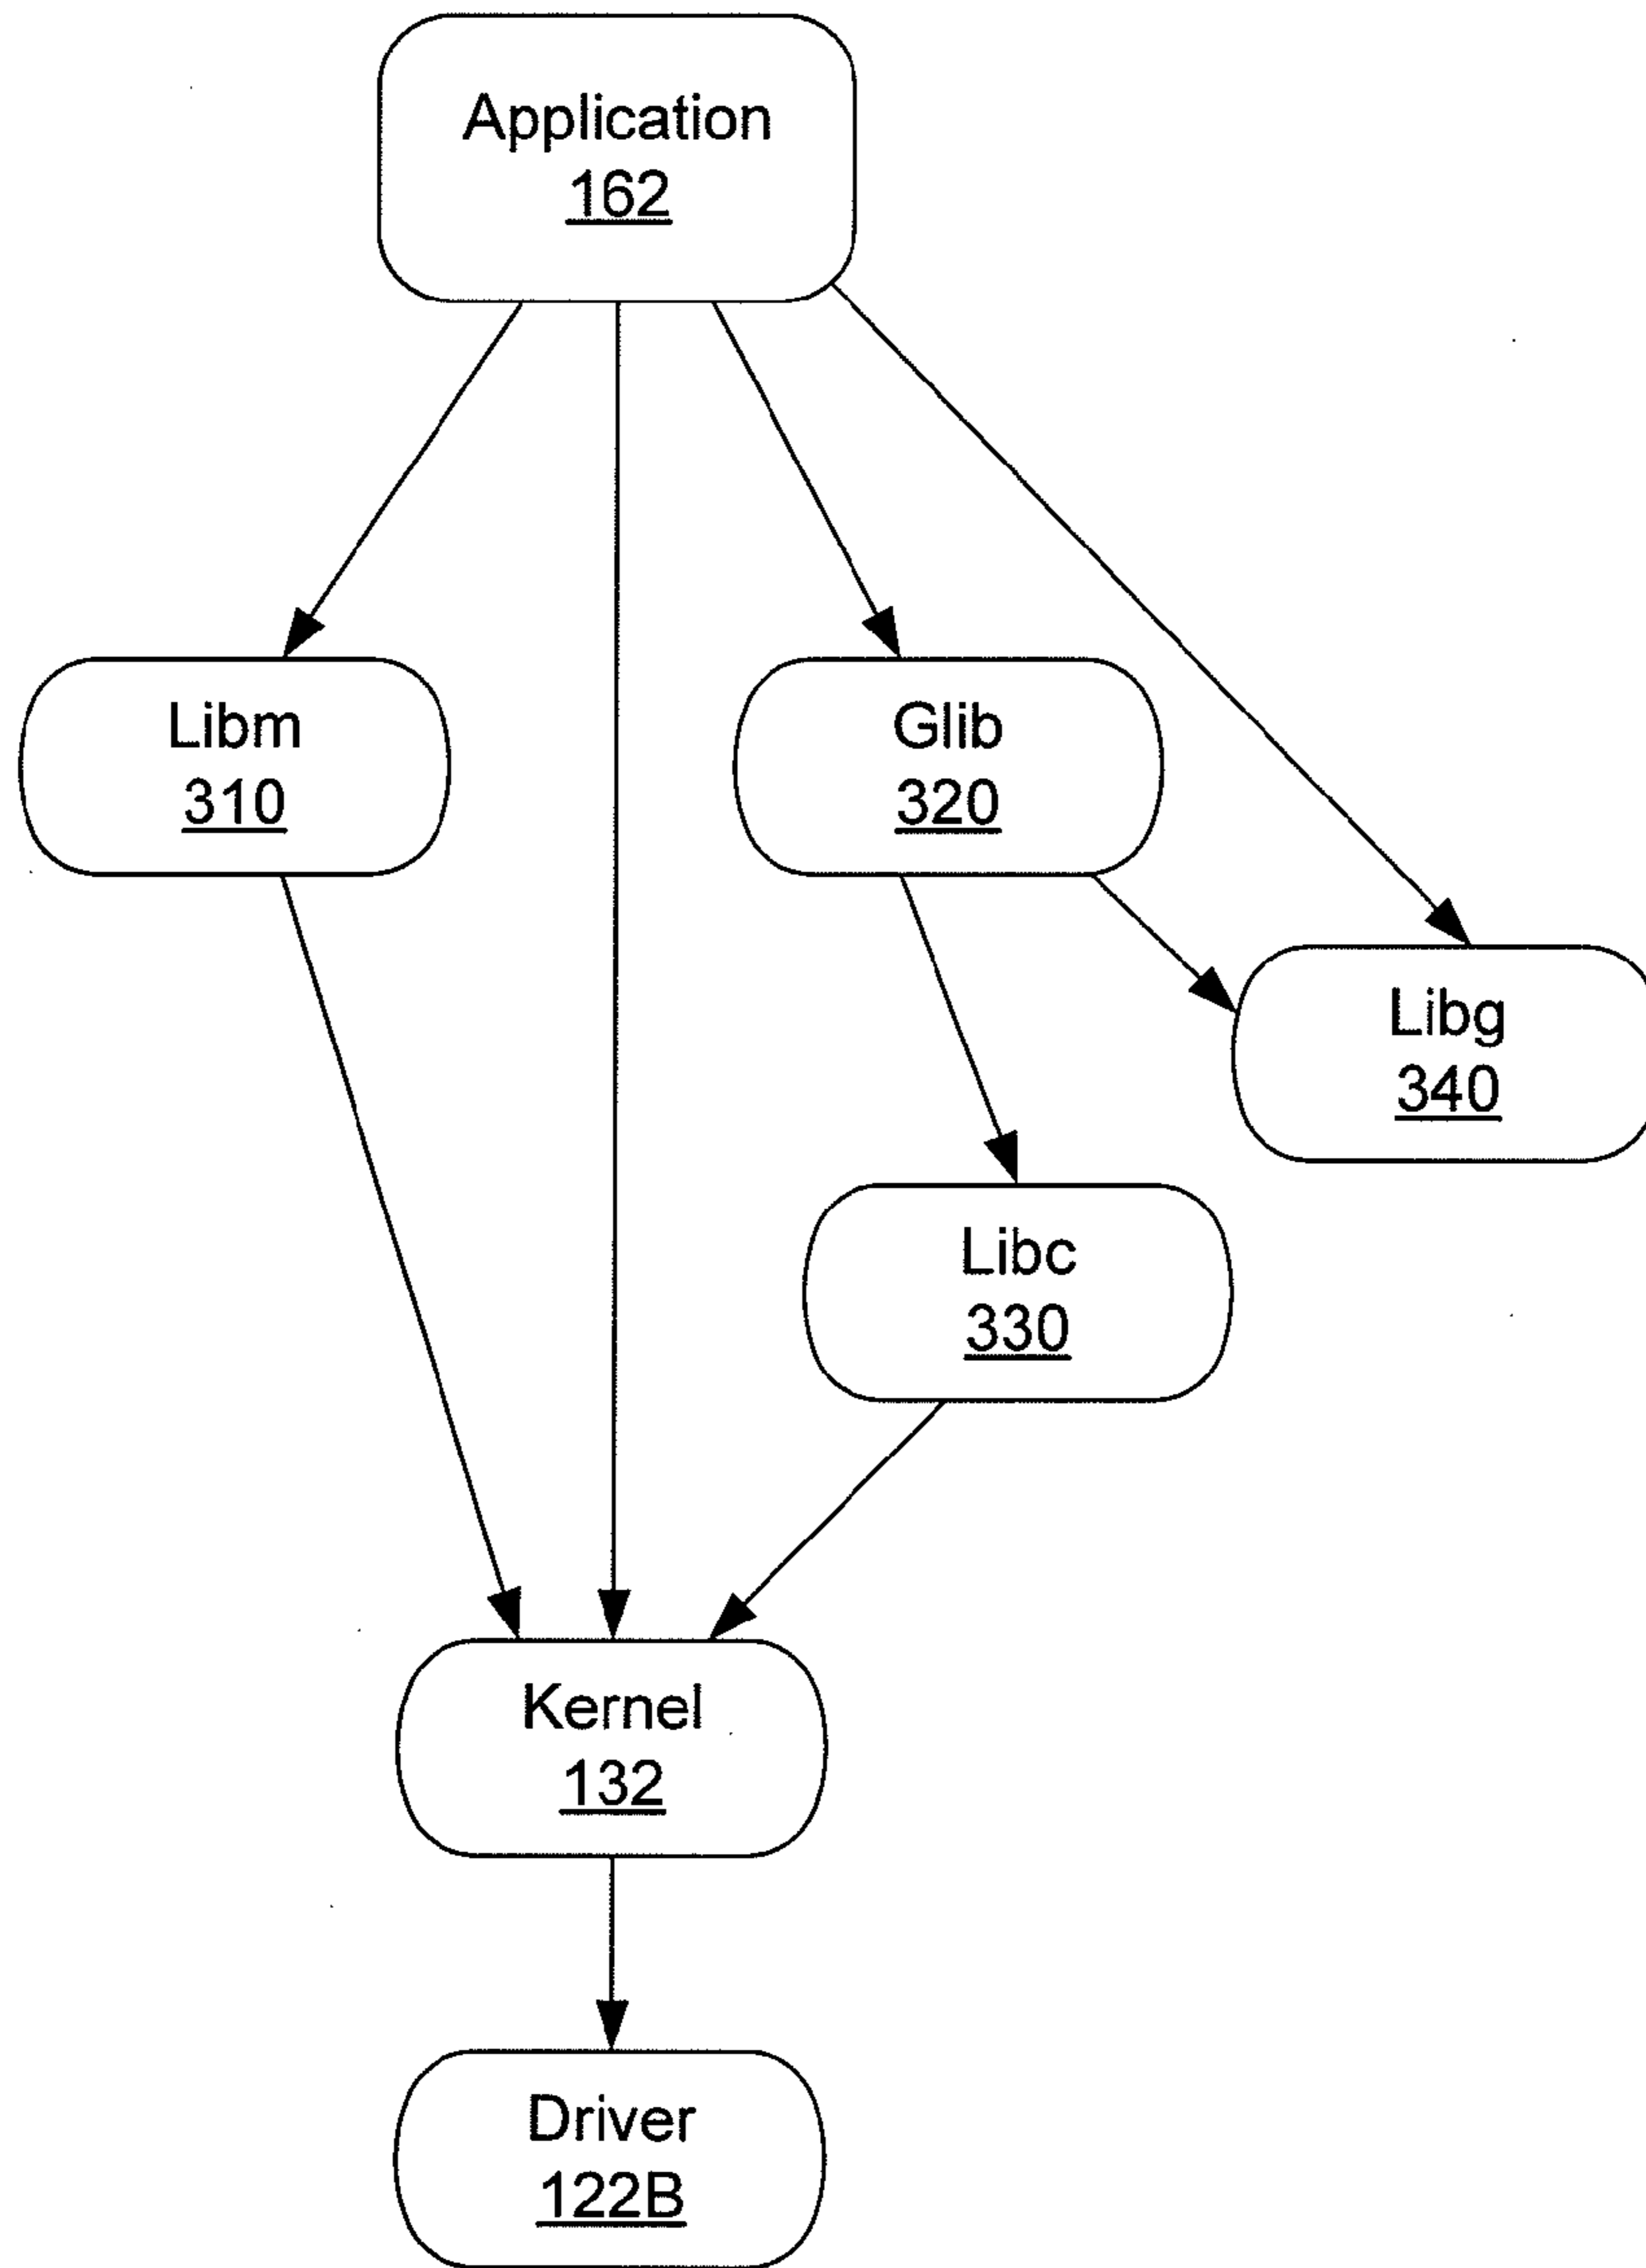 Application
162
Libm
310
Glib
320
Libg
340
Libc
330
Kernel
132
Driver
122B